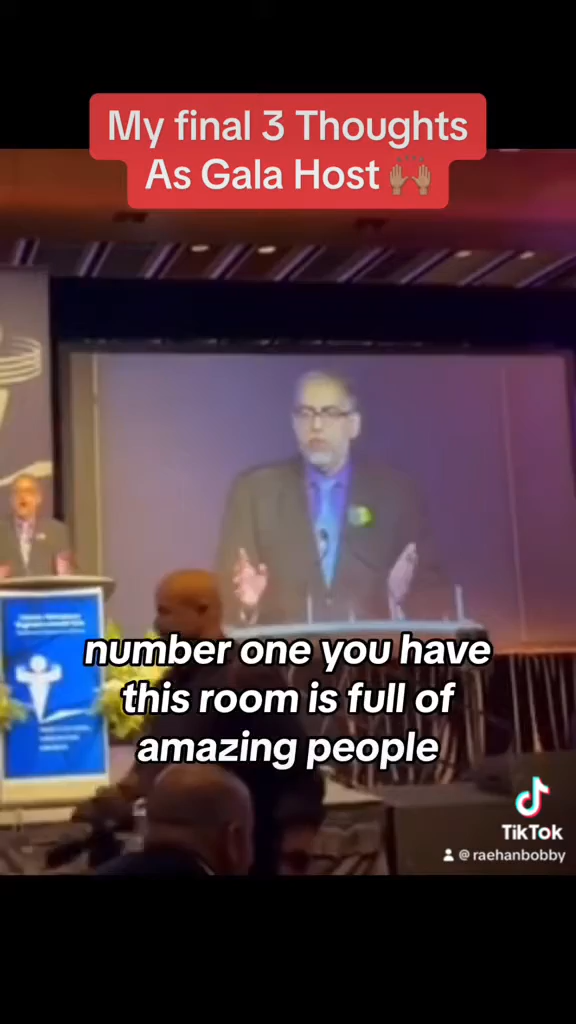 My final 3 Thoughts
As Gala Host 🙌🏽
number one you have
this room is full of
amazing people
TikTok
@raehanbobby